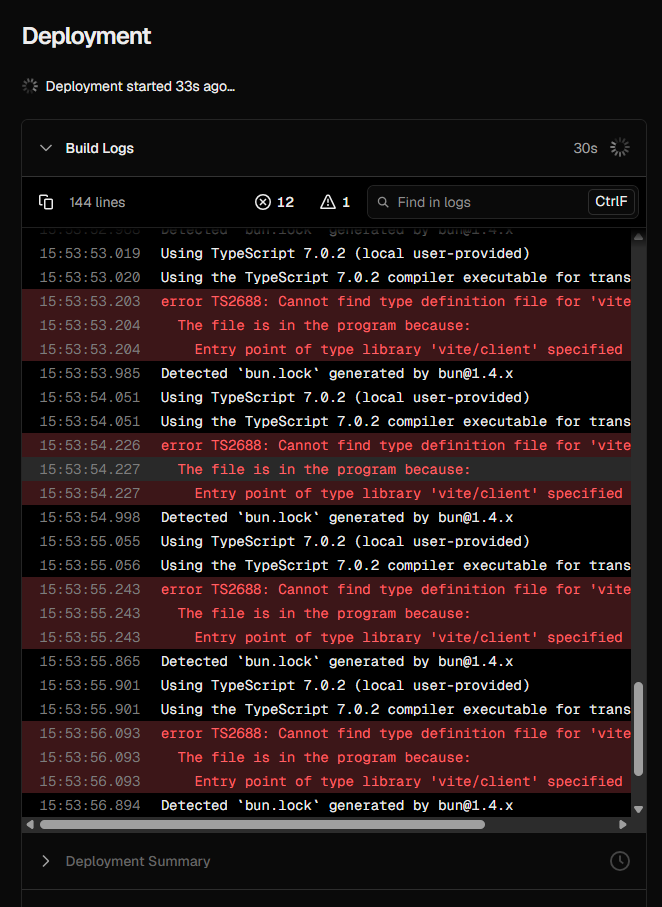 Deployment
Deployment started 33s ago...
Build Logs
30s
144 lines
12
1
Find in logs
CtrlF
Detected `bun.lock` generated by bun@1.4.x
15:53:53.019 Using TypeScript 7.0.2 (local user-provided)
15:53:53.020 Using the TypeScript 7.0.2 compiler executable for trans
15:53:53.203 error TS2688: Cannot find type definition file for 'vite
15:53:53.204 The file is in the program because:
15:53:53.204 Entry point of type library 'vite/client' specified
15:53:53.985 Detected `bun.lock` generated by bun@1.4.x
15:53:54.051 Using TypeScript 7.0.2 (local user-provided)
15:53:54.051 Using the TypeScript 7.0.2 compiler executable for trans
15:53:54.226 error TS2688: Cannot find type definition file for 'vite
15:53:54.227 The file is in the program because:
15:53:54.227 Entry point of type library 'vite/client' specified
15:53:54.998 Detected `bun.lock` generated by bun@1.4.x
15:53:55.055 Using TypeScript 7.0.2 (local user-provided)
15:53:55.056 Using the TypeScript 7.0.2 compiler executable for trans
15:53:55.243 error TS2688: Cannot find type definition file for 'vite
15:53:55.243 The file is in the program because:
15:53:55.243 Entry point of type library 'vite/client' specified
15:53:55.865 Detected `bun.lock` generated by bun@1.4.x
15:53:55.901 Using TypeScript 7.0.2 (local user-provided)
15:53:55.901 Using the TypeScript 7.0.2 compiler executable for trans
15:53:56.093 error TS2688: Cannot find type definition file for 'vite
15:53:56.093 The file is in the program because:
15:53:56.093 Entry point of type library 'vite/client' specified
15:53:56.894 Detected `bun.lock` generated by bun@1.4.x
Deployment Summary